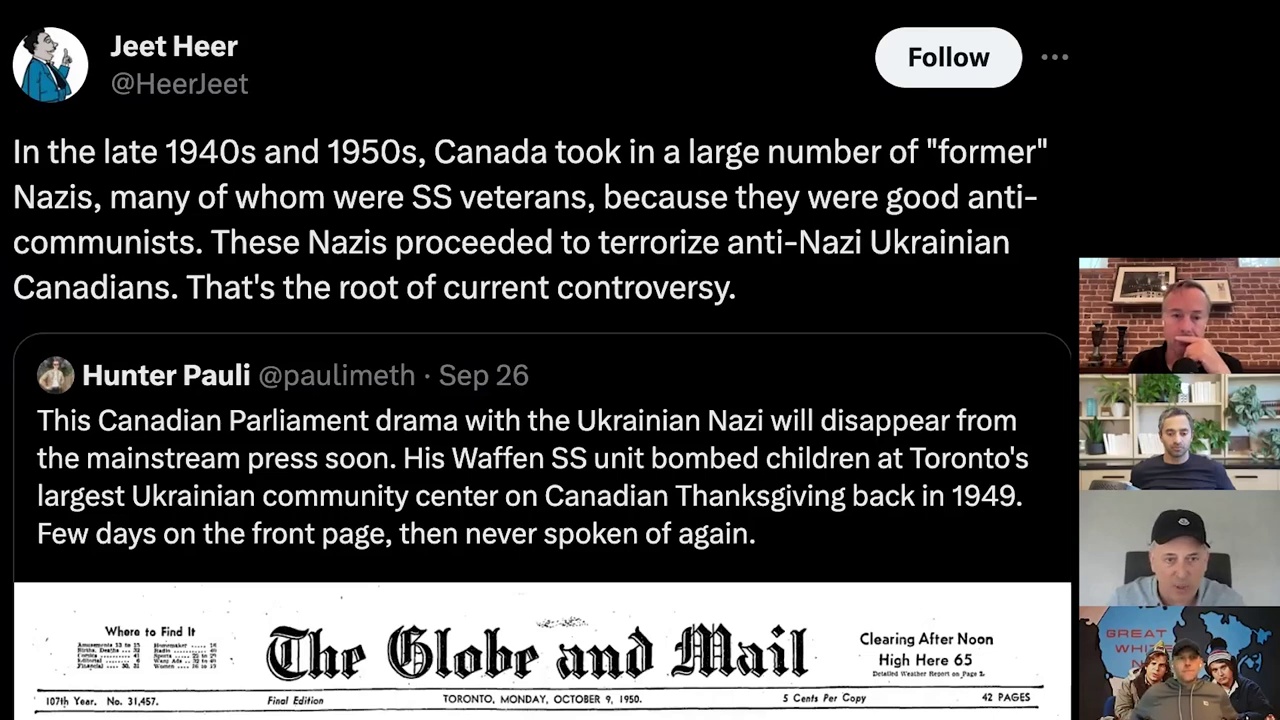 Jeet Heer
@HeerJeet
Follow
In the late 1940s and 1950s, Canada took in a large number of "former"
Nazis, many of whom were SS veterans, because they were good anti-
communists. These Nazis proceeded to terrorize anti-Nazi Ukrainian
Canadians. That's the root of current controversy.
Hunter Pauli @paulimeth · Sep 26
This Canadian Parliament drama with the Ukrainian Nazi will disappear from
the mainstream press soon. His Waffen SS unit bombed children at Toronto's
largest Ukrainian community center on Canadian Thanksgiving back in 1949.
Few days on the front page, then never spoken of again.
Where to Find It
The Globe and Mail
Clearing After Noon
High Here 65
Detailed Weather Report on Page 2.
107th Year. No. 31,457.
Final Edition
TORONTO, MONDAY, OCTOBER 9, 1950.
5 Cents Per Copy
42 PAGES
GREAT
WHITE
N